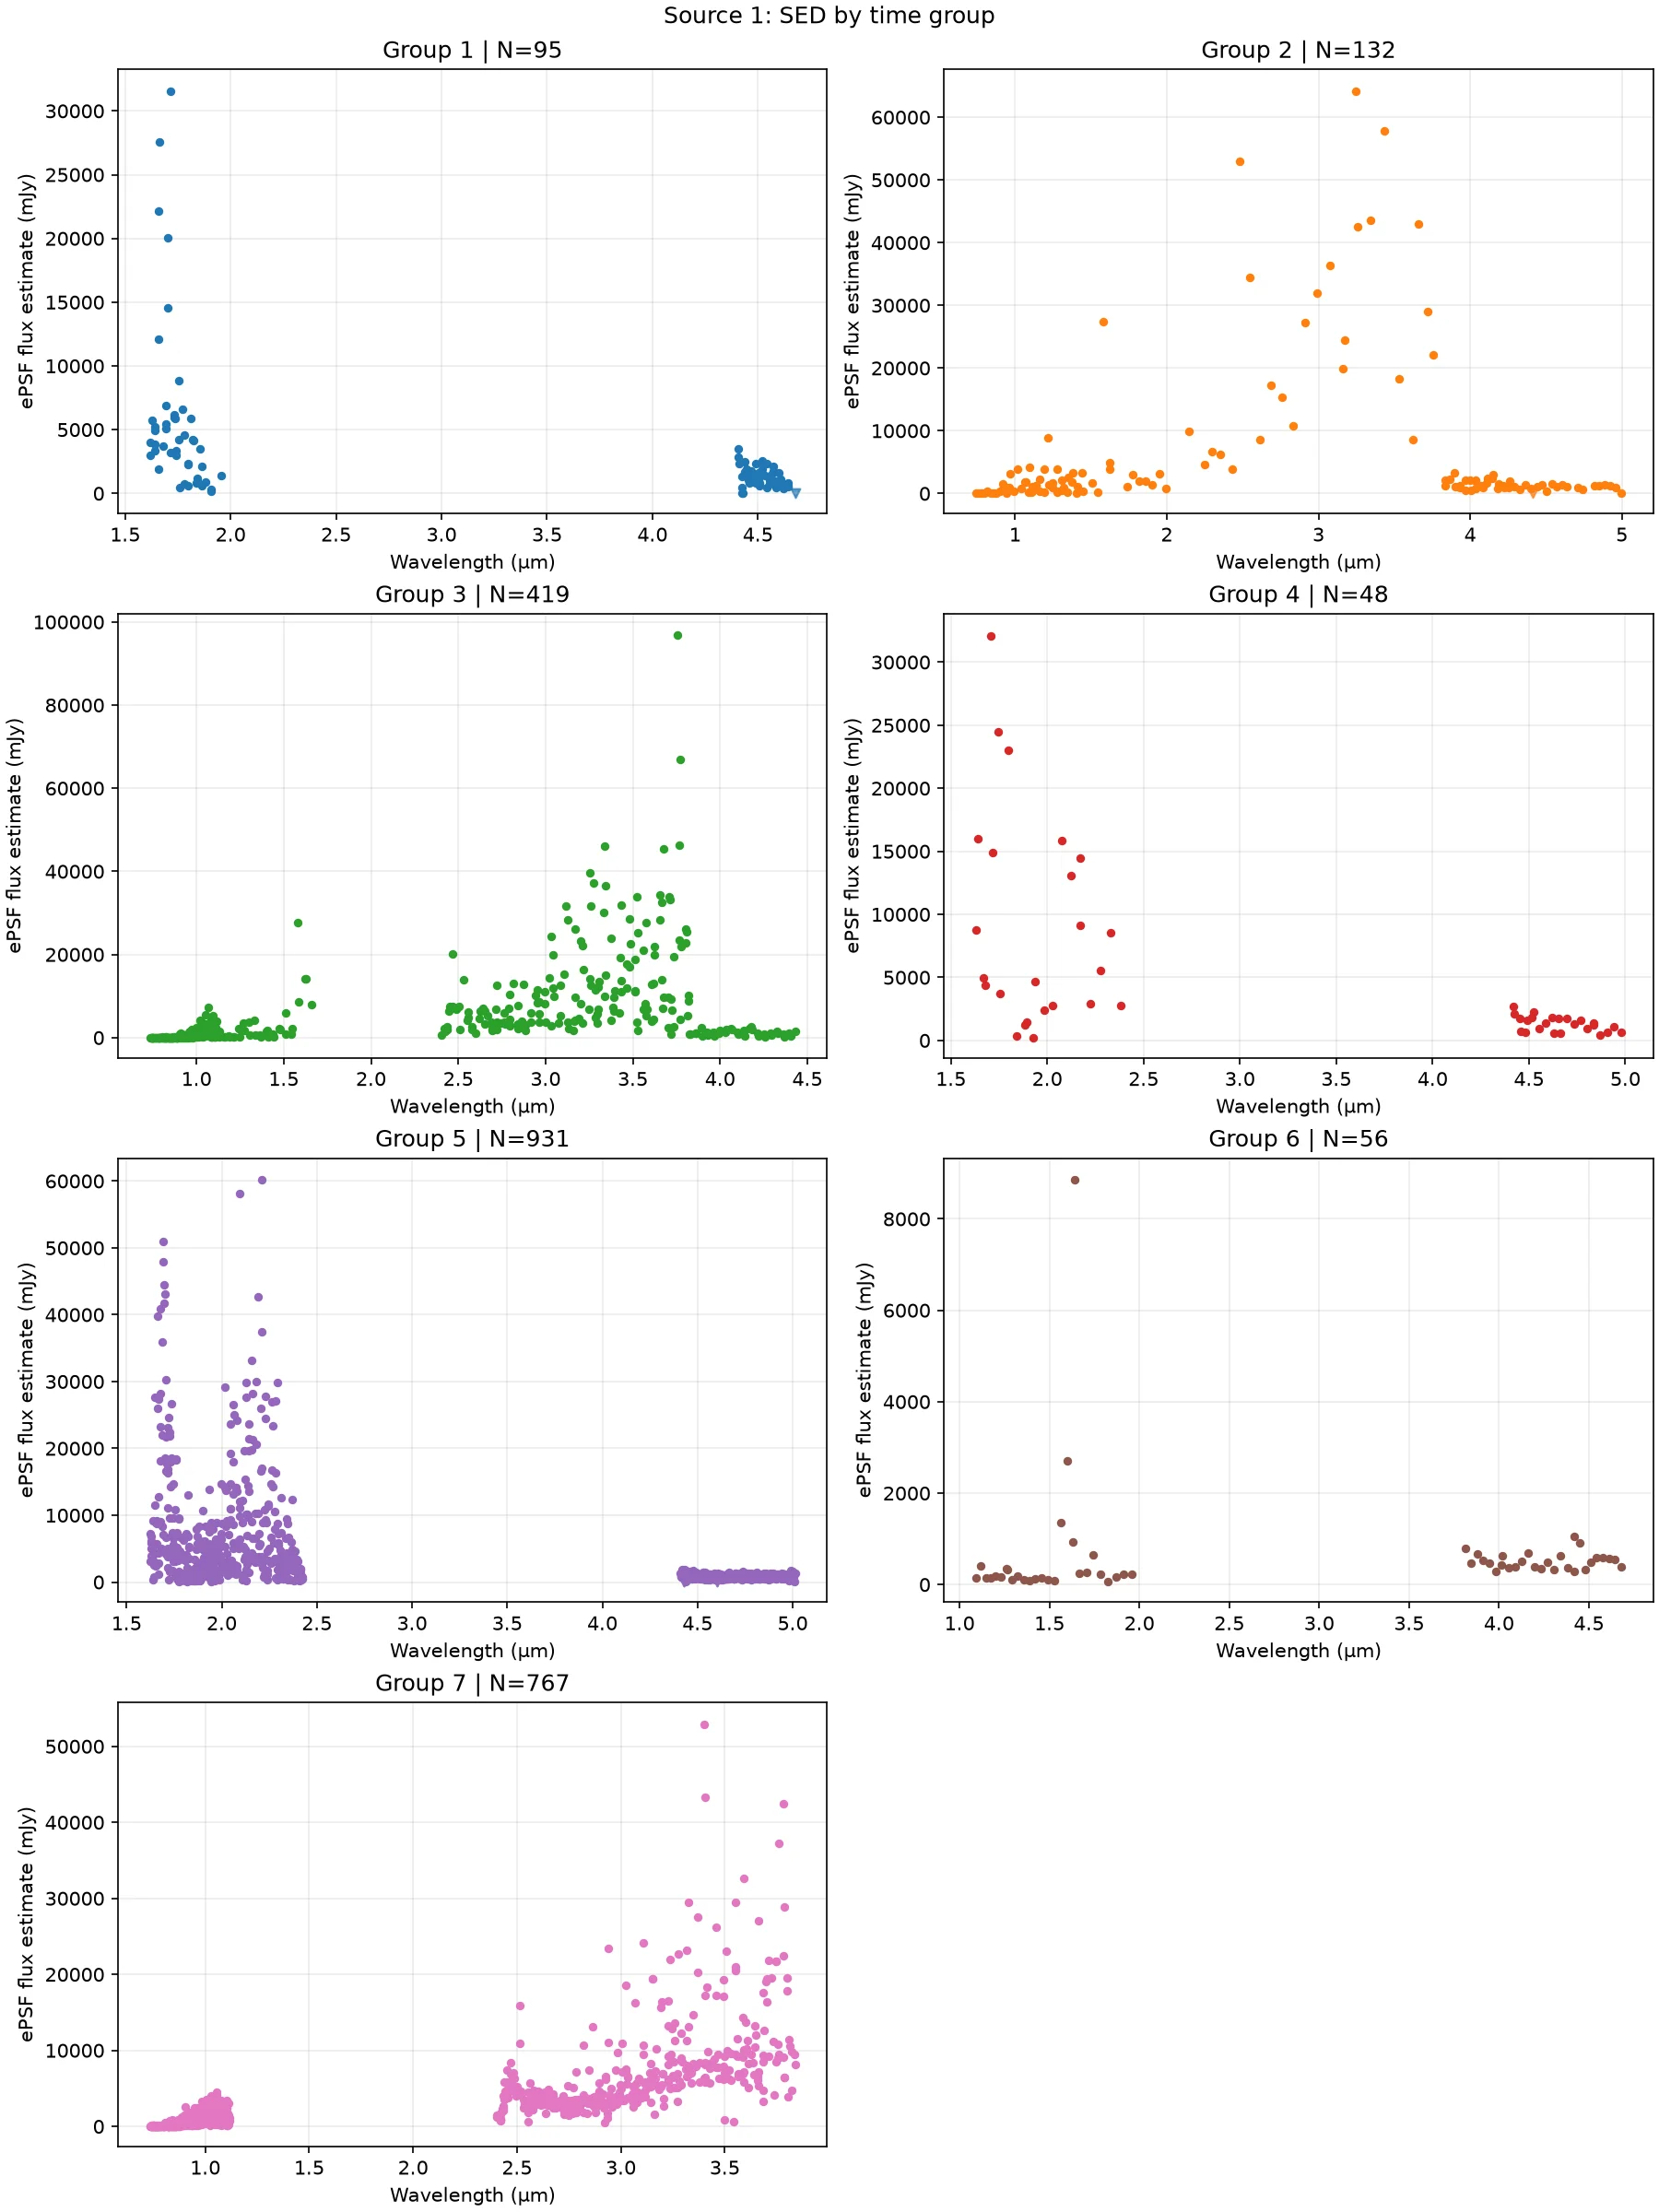 Source 1: SED by time group
Group 1 | N=95
30000
25000
20000
15000
10000
5000
0
ePSF flux estimate (mJy)
1.5 2.0 2.5 3.0 3.5 4.0 4.5
Wavelength (μm)
Group 2 | N=132
60000
50000
40000
30000
20000
10000
0
ePSF flux estimate (mJy)
1 2 3 4 5
Wavelength (μm)
Group 3 | N=419
100000
80000
60000
40000
20000
0
ePSF flux estimate (mJy)
1.0 1.5 2.0 2.5 3.0 3.5 4.0 4.5
Wavelength (μm)
Group 4 | N=48
30000
25000
20000
15000
10000
5000
0
ePSF flux estimate (mJy)
1.5 2.0 2.5 3.0 3.5 4.0 4.5 5.0
Wavelength (μm)
Group 5 | N=931
60000
50000
40000
30000
20000
10000
0
ePSF flux estimate (mJy)
1.5 2.0 2.5 3.0 3.5 4.0 4.5 5.0
Wavelength (μm)
Group 6 | N=56
8000
6000
4000
2000
0
ePSF flux estimate (mJy)
1.0 1.5 2.0 2.5 3.0 3.5 4.0 4.5
Wavelength (μm)
Group 7 | N=767
50000
40000
30000
20000
10000
0
ePSF flux estimate (mJy)
1.0 1.5 2.0 2.5 3.0 3.5
Wavelength (μm)